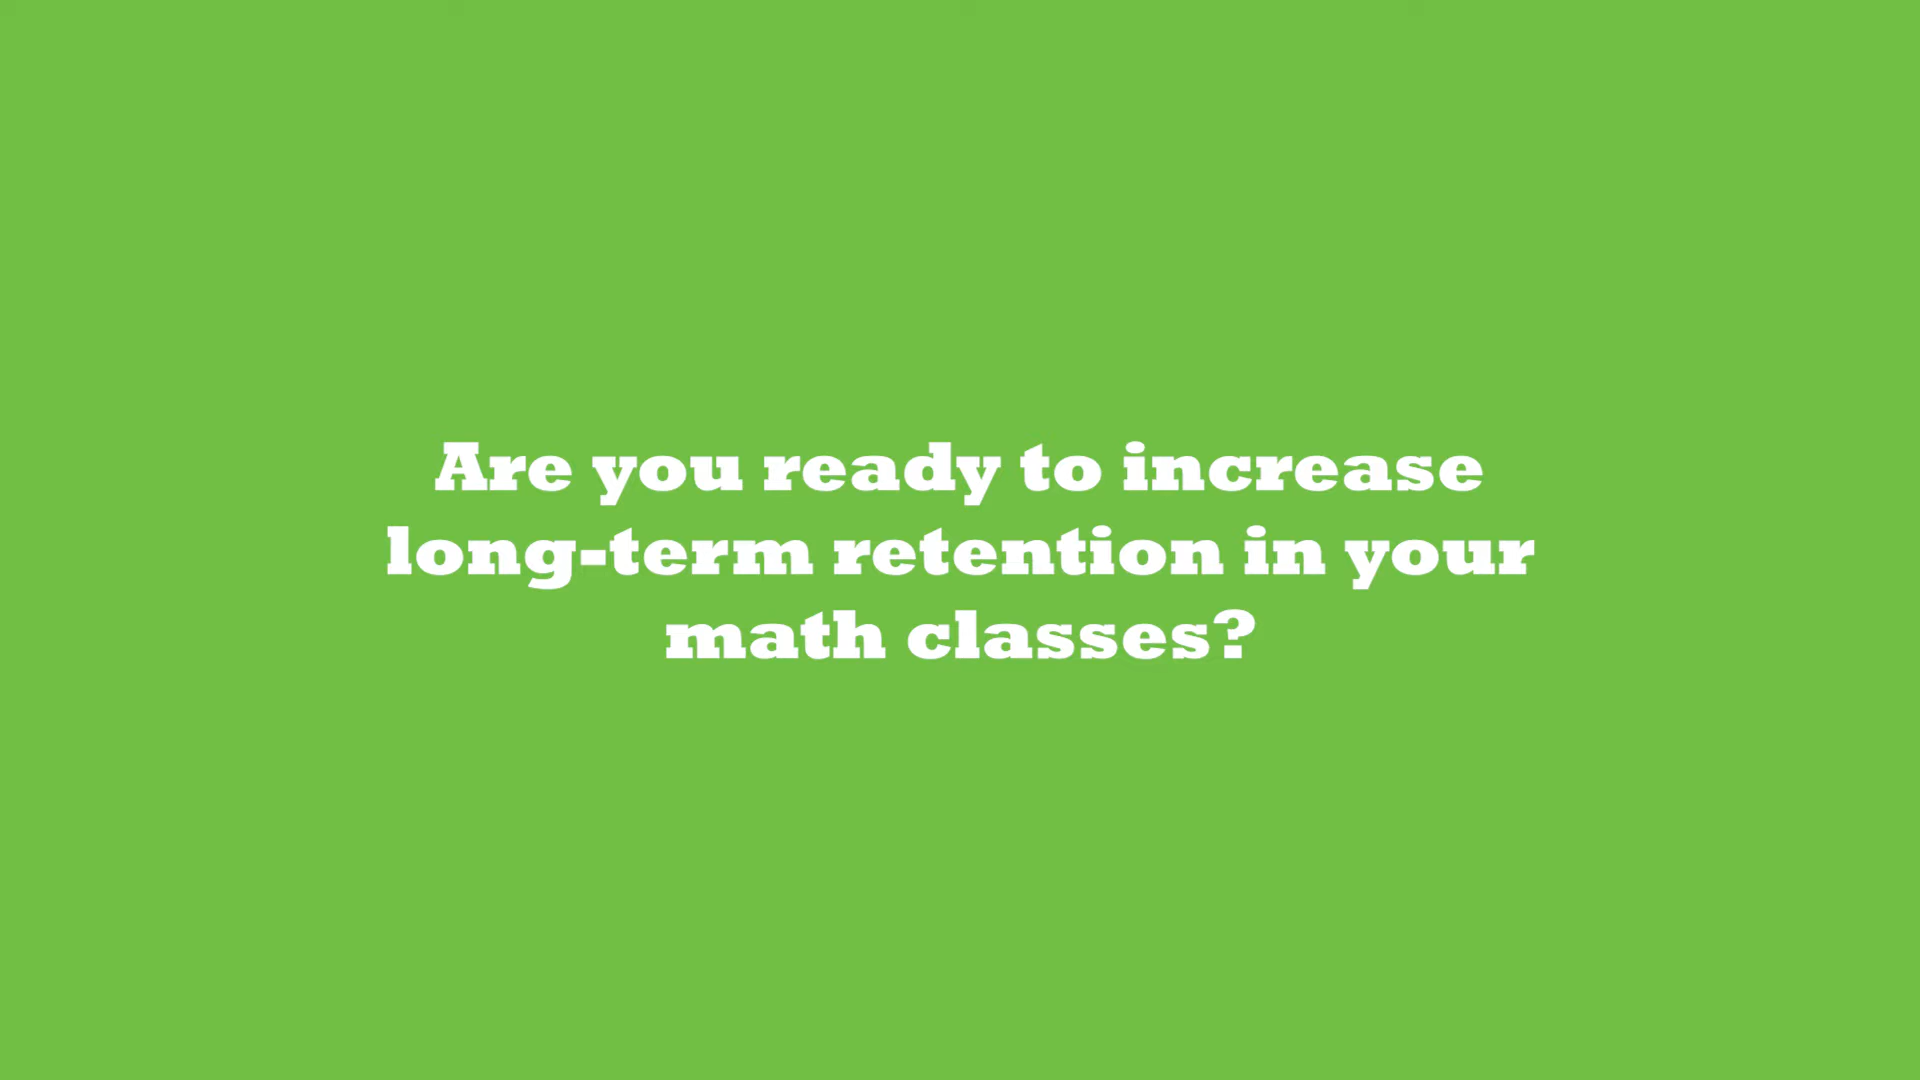 Are you ready to increase
long-term retention in your
math classes?